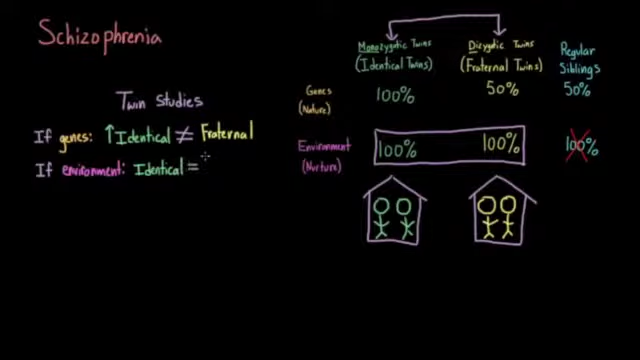 Schizophrenia
Twin Studies
If genes: ↑Identical ≠ Fraternal
If environment: Identical =
Monozygotic Twins
(Identical Twins)
Dizygotic Twins
(Fraternal Twins)
Regular
Siblings
Genes
(Nature)
100%
50%
50%
Environment
(Nurture)
100%
100%
100%